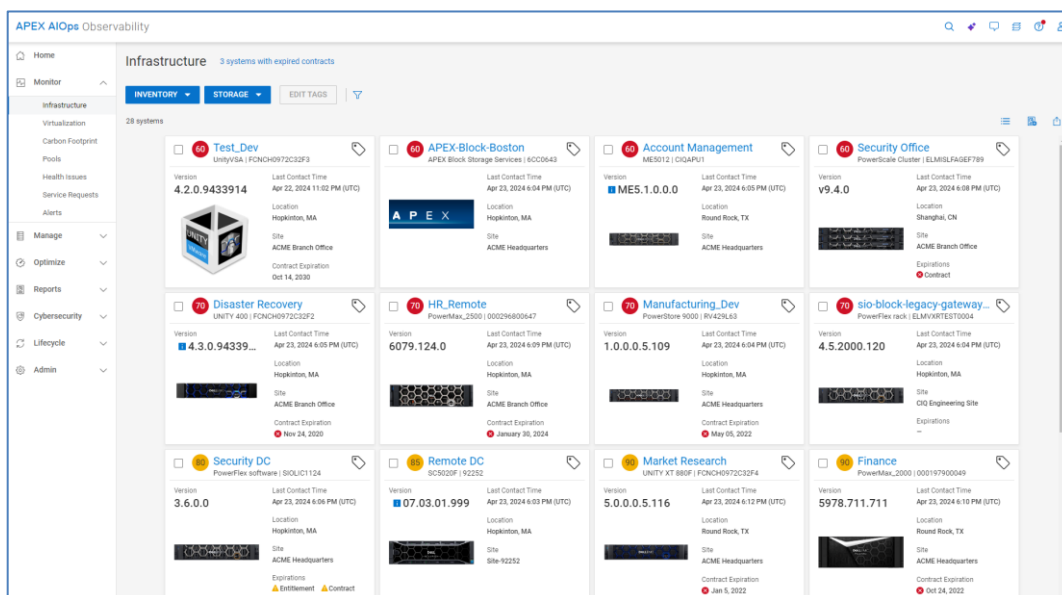 APEX AIOps Observability
Home
Monitor
Infrastructure
Virtualization
Carbon Footprint
Pools
Health Issues
Service Requests
Alerts
Manage
Optimize
Reports
Cybersecurity
Lifecycle
Admin
Infrastructure 3 systems with expired contracts
INVENTORY STORAGE EDIT TAGS
28 systems
60 Test_Dev
UnityVSA | FCNCH0972C32F3
Version
4.2.0.9433914
Last Contact Time
Apr 22, 2024 11:02 PM (UTC)
Location
Hopkinton, MA
Site
ACME Branch Office
Contract Expiration
Oct 14, 2030
UNITY
60 APEX-Block-Boston
APEX Block Storage Services | 6CC0643
Last Contact Time
Apr 23, 2024 6:04 PM (UTC)
Location
Hopkinton, MA
Site
ACME Headquarters
APEX
60 Account Management
ME5012 | CIQAPU1
Version
ME5.1.0.0.0
Last Contact Time
Apr 23, 2024 6:05 PM (UTC)
Location
Round Rock, TX
Site
ACME Headquarters
60 Security Office
PowerScale Cluster | ELMISLFAGEF789
Version
v9.4.0
Last Contact Time
Apr 23, 2024 6:08 PM (UTC)
Location
Shanghai, CN
Site
ACME Branch Office
Expirations
Contract
70 Disaster Recovery
UNITY 400 | FCNCH0972C32F2
Version
4.3.0.94339...
Last Contact Time
Apr 23, 2024 6:05 PM (UTC)
Location
Hopkinton, MA
Site
ACME Branch Office
Contract Expiration
Nov 24, 2020
70 HR_Remote
PowerMax_2500 | 000296800647
Version
6079.124.0
Last Contact Time
Apr 23, 2024 6:09 PM (UTC)
Location
Hopkinton, MA
Site
ACME Branch Office
Contract Expiration
January 30, 2024
70 Manufacturing_Dev
PowerStore 9000 | RV429L63
Version
1.0.0.0.5.109
Last Contact Time
Apr 23, 2024 6:04 PM (UTC)
Location
Hopkinton, MA
Site
ACME Headquarters
Contract Expiration
May 05, 2022
70 sio-block-legacy-gateway...
PowerFlex rack | ELMVXRTEST0004
Version
4.5.2000.120
Last Contact Time
Apr 23, 2024 6:04 PM (UTC)
Location
Hopkinton, MA
Site
CIQ Engineering Site
Expirations
--
80 Security DC
PowerFlex software | SIOLIC1124
Version
3.6.0.0
Last Contact Time
Apr 23, 2024 6:06 PM (UTC)
Location
Hopkinton, MA
Site
ACME Headquarters
Expirations
Entitlement Contract
85 Remote DC
SC5020F | 92252
Version
07.03.01.999
Last Contact Time
Apr 23, 2024 6:03 PM (UTC)
Location
Hopkinton, MA
Site
Site-92252
90 Market Research
UNITY XT 880F | FCNCH0972C32F4
Version
5.0.0.0.5.116
Last Contact Time
Apr 23, 2024 6:12 PM (UTC)
Location
Round Rock, TX
Site
ACME Headquarters
Contract Expiration
Jan 5, 2022
90 Finance
PowerMax_2000 | 000197900049
Version
5978.711.711
Last Contact Time
Apr 23, 2024 6:10 PM (UTC)
Location
Round Rock, TX
Site
ACME Headquarters
Contract Expiration
Oct 24, 2022